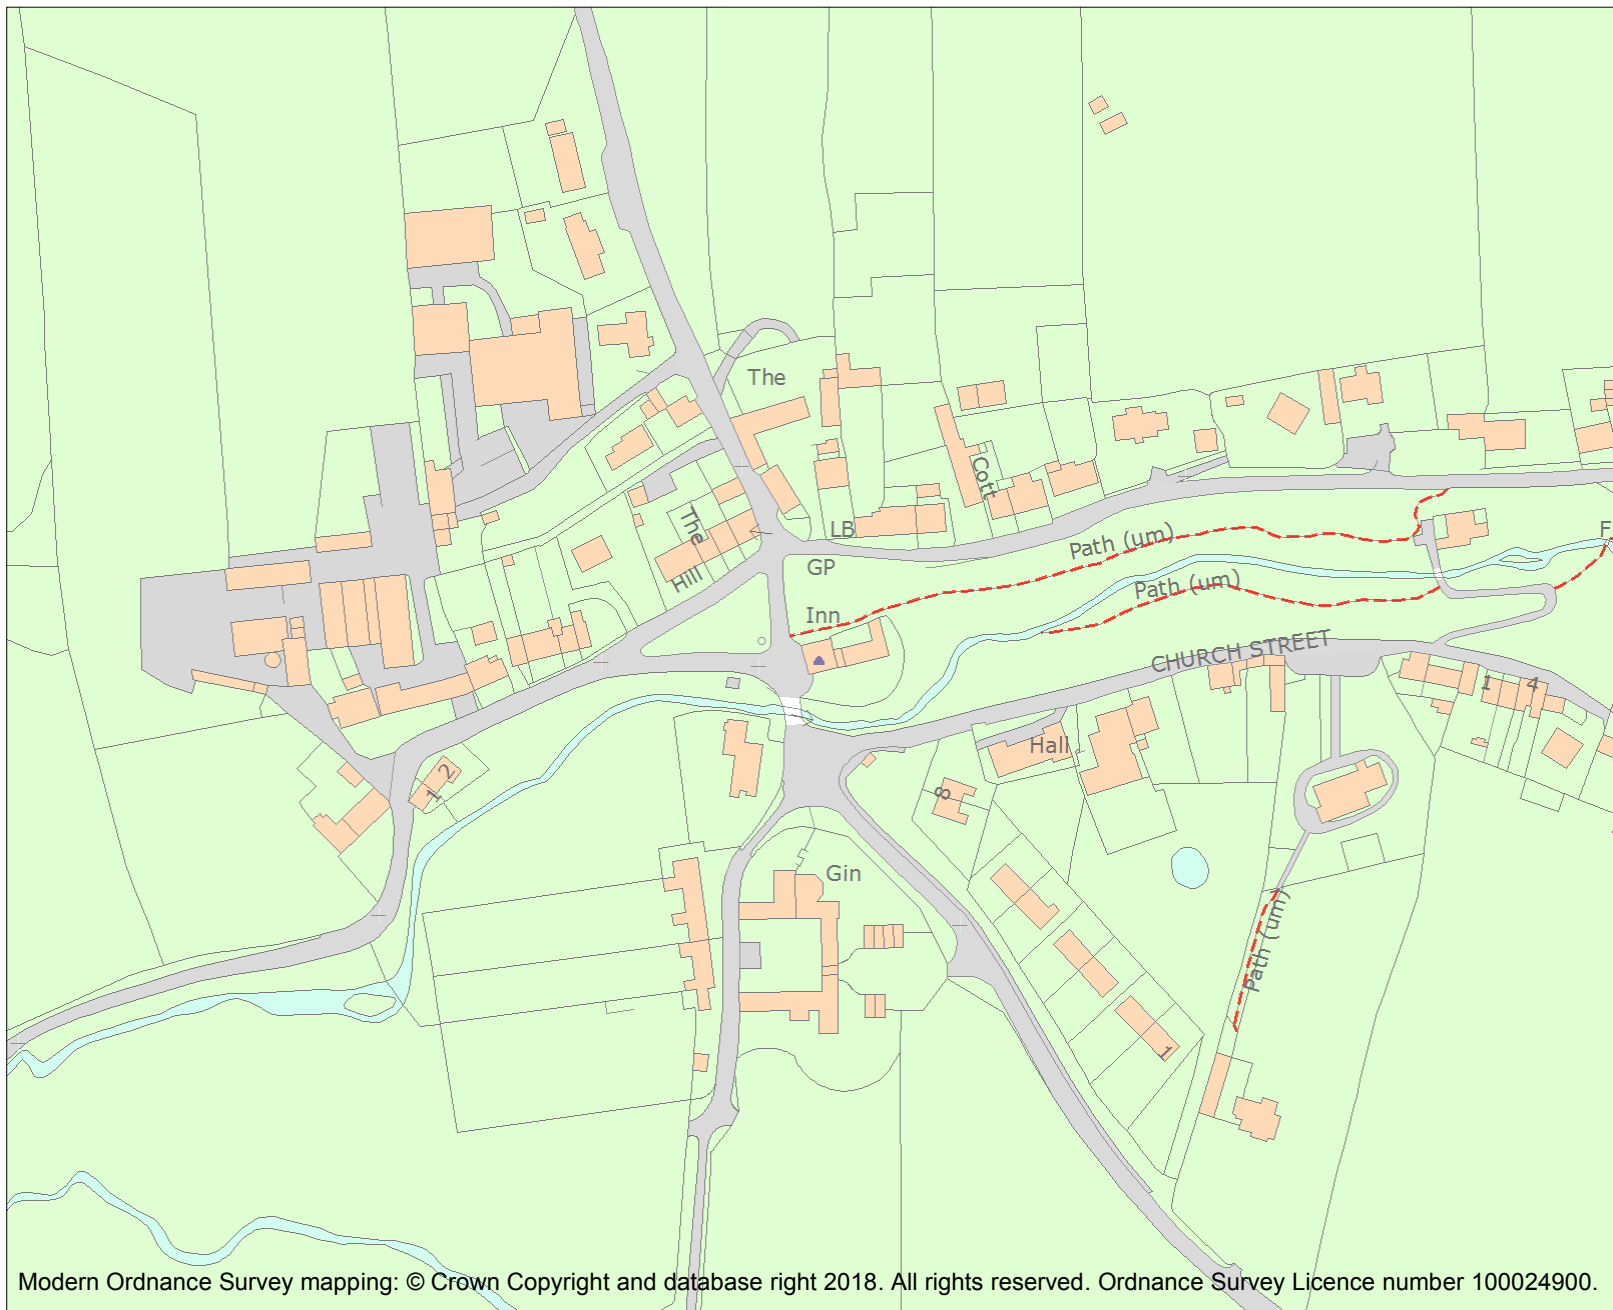 The
Cott
The
LB
Path (um)
GP
Hill
Path (um)
Inn
F
CHURCH STREET
1
4
Hall
2
1
8
Gin
Path (um)
1
Modern Ordnance Survey mapping: © Crown Copyright and database right 2018. All rights reserved. Ordnance Survey Licence number 100024900.